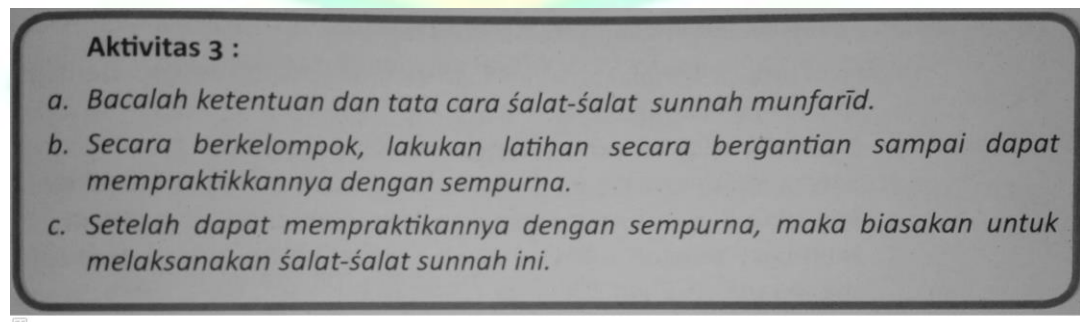 Aktivitas 3 :
a. Bacalah ketentuan dan tata cara śalat-śalat sunnah munfarīd.
b. Secara berkelompok, lakukan latihan secara bergantian sampai dapat
mempraktikkannya dengan sempurna.
c. Setelah dapat mempraktikannya dengan sempurna, maka biasakan untuk
melaksanakan śalat-śalat sunnah ini.